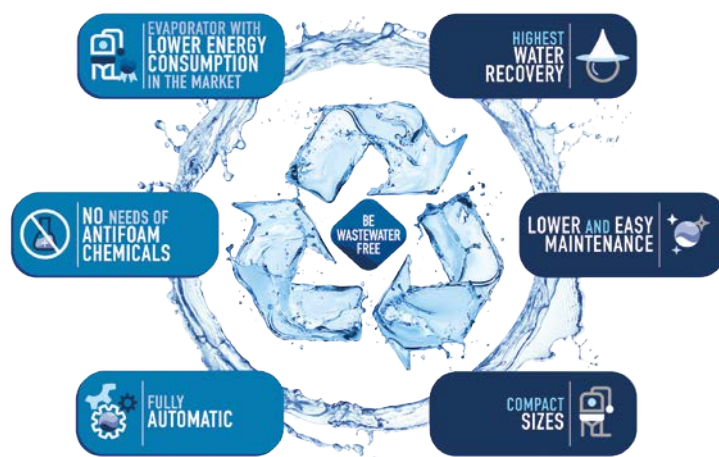 EVAPORATOR WITH
LOWER ENERGY
CONSUMPTION
IN THE MARKET
HIGHEST
WATER
RECOVERY
NO NEEDS OF
ANTIFOAM
CHEMICALS
BE
WASTEWATER
FREE
LOWER AND EASY
MAINTENANCE
FULLY
AUTOMATIC
COMPACT
SIZES